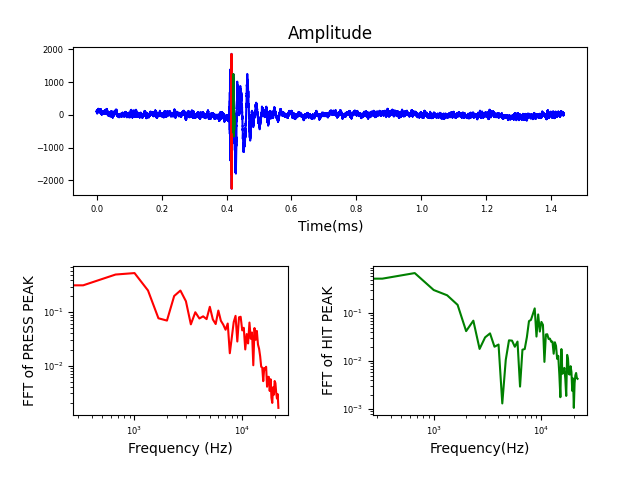 Amplitude
2000
1000
0
−1000
−2000
0.0 0.2 0.4 0.6 0.8 1.0 1.2 1.4
Time(ms)
FFT of PRESS PEAK
10⁻¹
10⁻²
10³ 10⁴
Frequency (Hz)
FFT of HIT PEAK
10⁻¹
10⁻²
10⁻³
10³ 10⁴
Frequency(Hz)